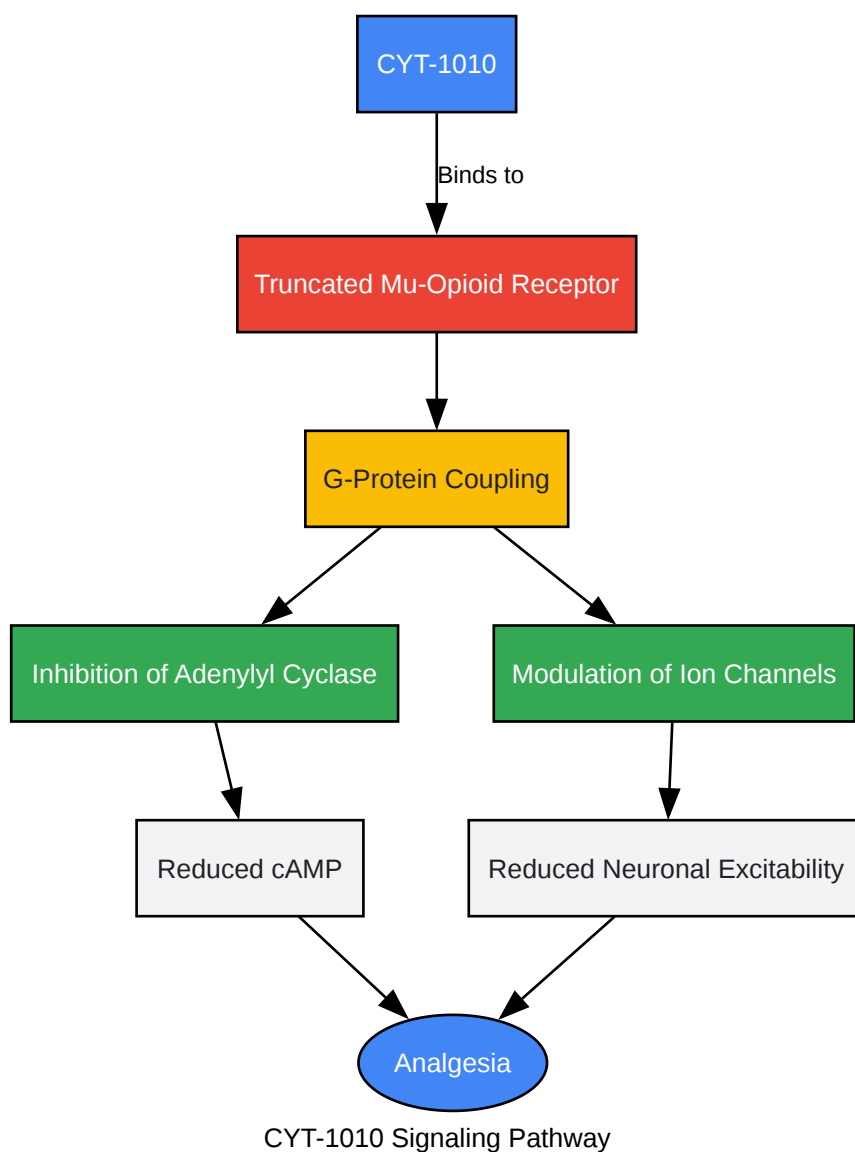 CYT-1010
Binds to
Truncated Mu-Opioid Receptor
G-Protein Coupling
Inhibition of Adenylyl Cyclase
Modulation of Ion Channels
Reduced cAMP
Reduced Neuronal Excitability
Analgesia
CYT-1010 Signaling Pathway